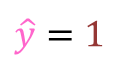 ŷ = 1